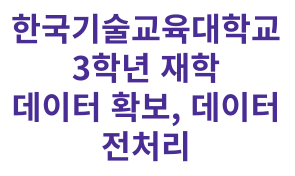 한국기술교육대학교
3학년 재학
데이터 확보, 데이터
전처리